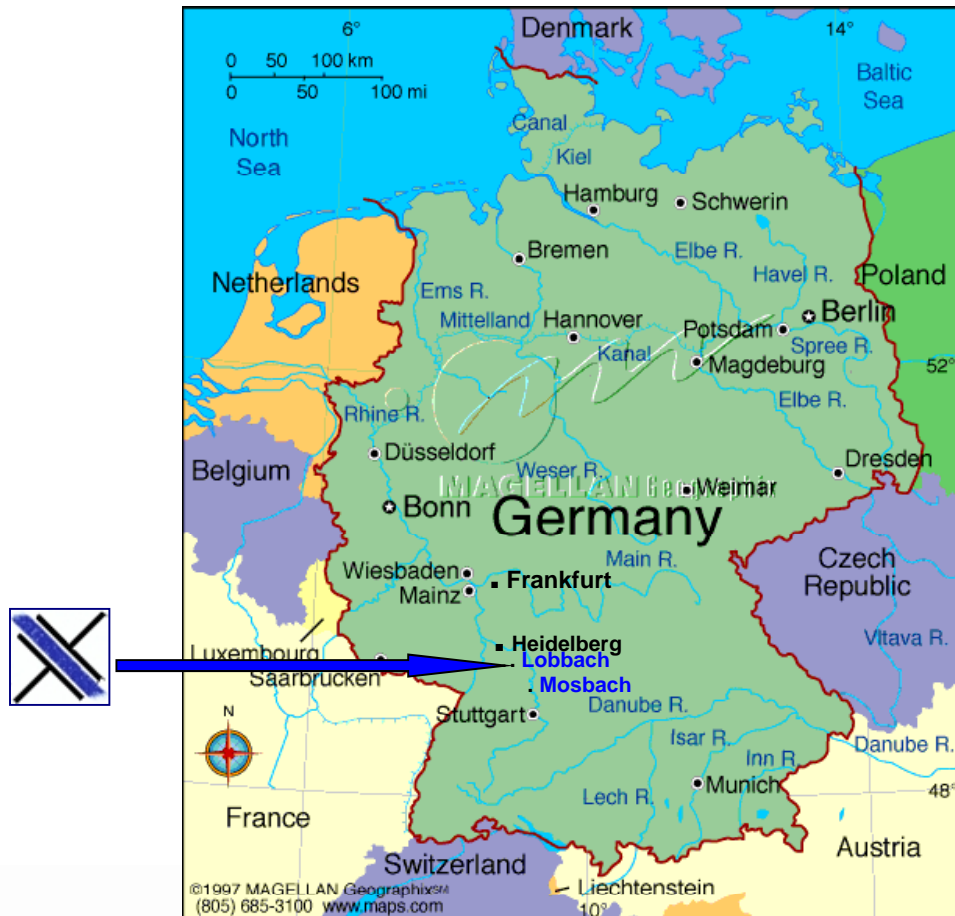 6°
14°
Denmark
0 50 100 km
0 50 100 mi
Baltic
Sea
North
Sea
Canal
Kiel
Hamburg
Schwerin
Bremen
Elbe R.
Havel R.
Poland
Netherlands
Ems R.
Mittelland
Hannover
Berlin
Potsdam
Spree R.
Kanal
Magdeburg
52°
Elbe R.
Rhine R.
Düsseldorf
Belgium
Weser R.
Dresden
MAGELLAN Geographix
Weimar
Bonn
Germany
Main R.
Czech
Republic
Wiesbaden
Frankfurt
Mainz
Heidelberg
Vltava R.
Luxembourg
Lobbach
Saarbrucken
Mosbach
Danube R.
N
Stuttgart
Isar R.
Danube R.
Inn R.
Munich
Lech R.
48°
France
Austria
Switzerland
Liechtenstein
©1997 MAGELLAN Geographix℠
(805) 685-3100 www.maps.com
10°